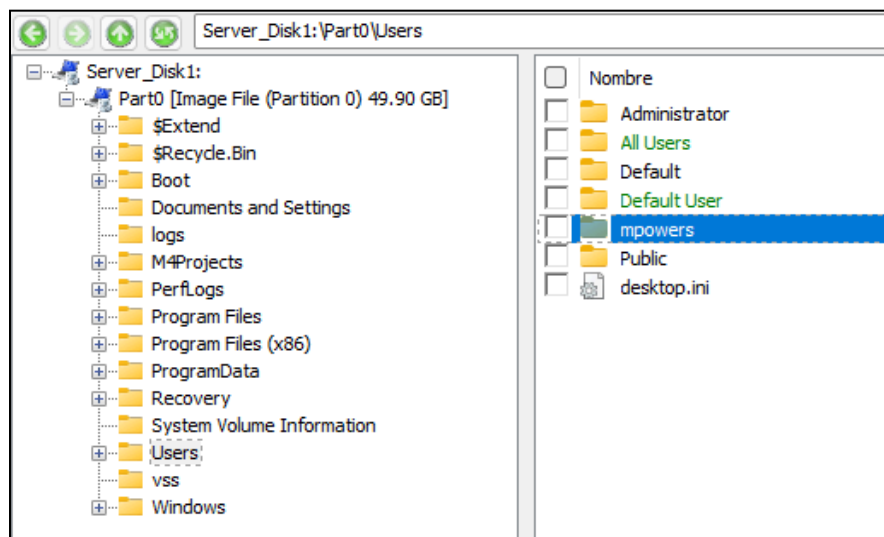 Server_Disk1:\Part0\Users
Server_Disk1:
Part0 [Image File (Partition 0) 49.90 GB]
$Extend
$Recycle.Bin
Boot
Documents and Settings
logs
M4Projects
PerfLogs
Program Files
Program Files (x86)
ProgramData
Recovery
System Volume Information
Users
vss
Windows
Nombre
Administrator
All Users
Default
Default User
mpowers
Public
desktop.ini